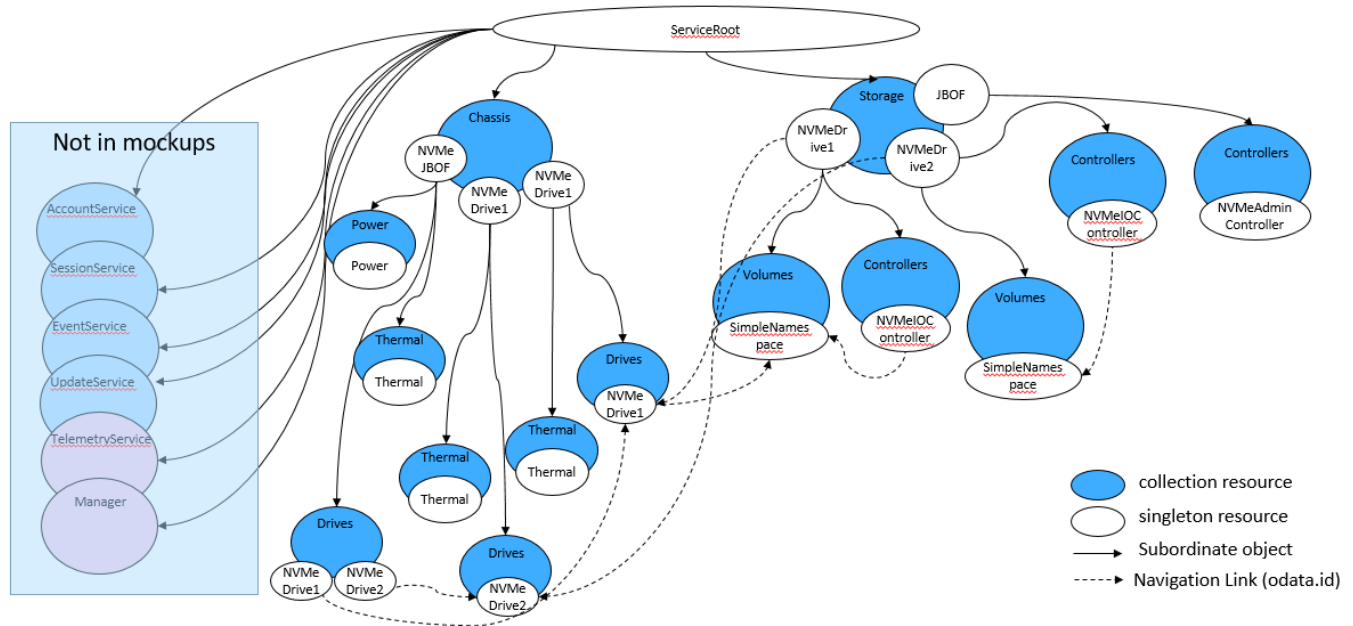 ServiceRoot
Not in mockups
AccountService
SessionService
EventService
UpdateService
TelemetryService
Manager
Chassis
NVMe
JBOF
NVMe
Drive1
NVMe
Drive1
Power
Power
Thermal
Thermal
Thermal
Thermal
Thermal
Thermal
Drives
NVMe
Drive1
Drives
NVMe
Drive1
NVMe
Drive2
Drives
NVMe
Drive2
Storage
JBOF
NVMeDr
ive1
NVMeDr
ive2
Volumes
SimpleNames
pace
Controllers
NVMeIOC
ontroller
Volumes
SimpleNames
pace
Controllers
NVMeIOC
ontroller
Controllers
NVMeAdmin
Controller
collection resource
singleton resource
Subordinate object
Navigation Link (odata.id)